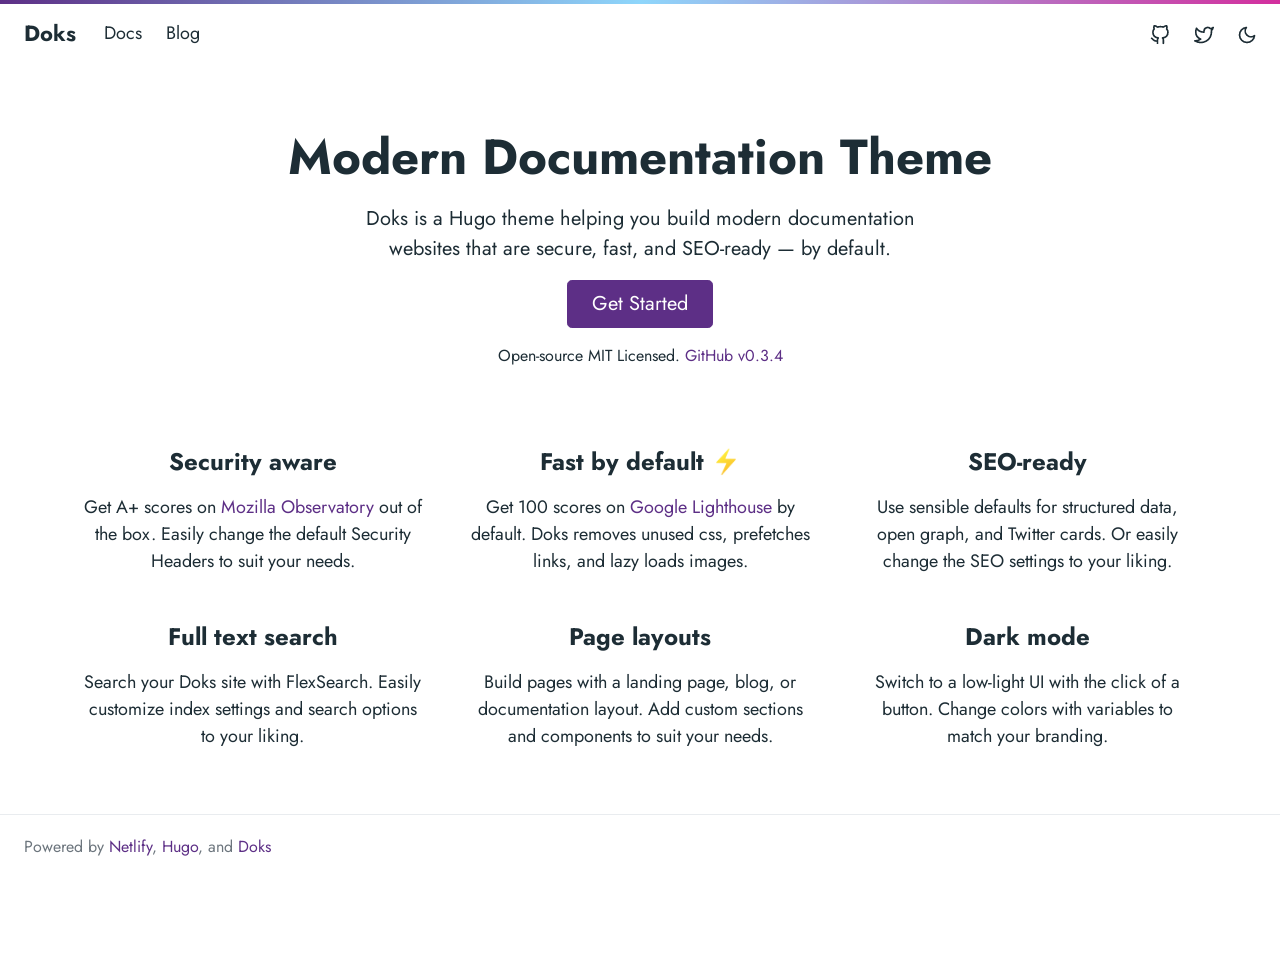 Doks Docs Blog
Modern Documentation Theme
Doks is a Hugo theme helping you build modern documentation
websites that are secure, fast, and SEO-ready — by default.
Get Started
Open-source MIT Licensed. GitHub v0.3.4
Security aware
Get A+ scores on Mozilla Observatory out of
the box. Easily change the default Security
Headers to suit your needs.
Fast by default ⚡
Get 100 scores on Google Lighthouse by
default. Doks removes unused css, prefetches
links, and lazy loads images.
SEO-ready
Use sensible defaults for structured data,
open graph, and Twitter cards. Or easily
change the SEO settings to your liking.
Full text search
Search your Doks site with FlexSearch. Easily
customize index settings and search options
to your liking.
Page layouts
Build pages with a landing page, blog, or
documentation layout. Add custom sections
and components to suit your needs.
Dark mode
Switch to a low-light UI with the click of a
button. Change colors with variables to
match your branding.
Powered by Netlify, Hugo, and Doks